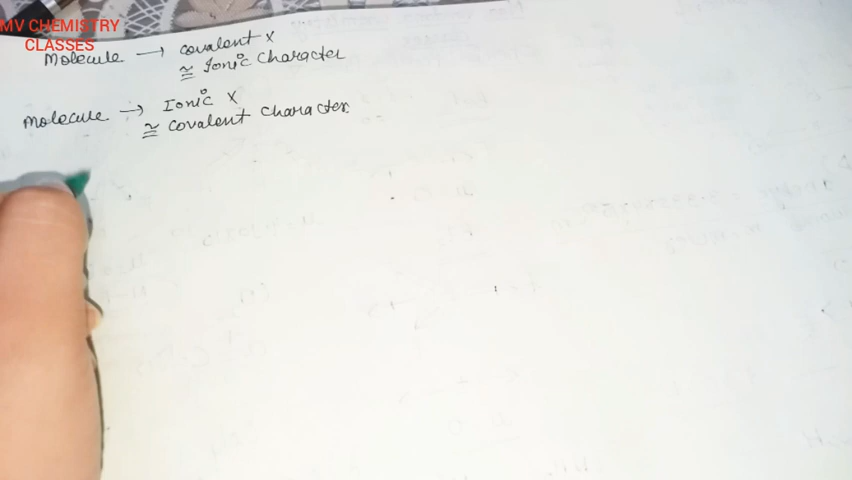 MV CHEMISTRY
CLASSES
Molecule → covalent x
≅ Ionic character
Molecule → Ionic x
≅ covalent character